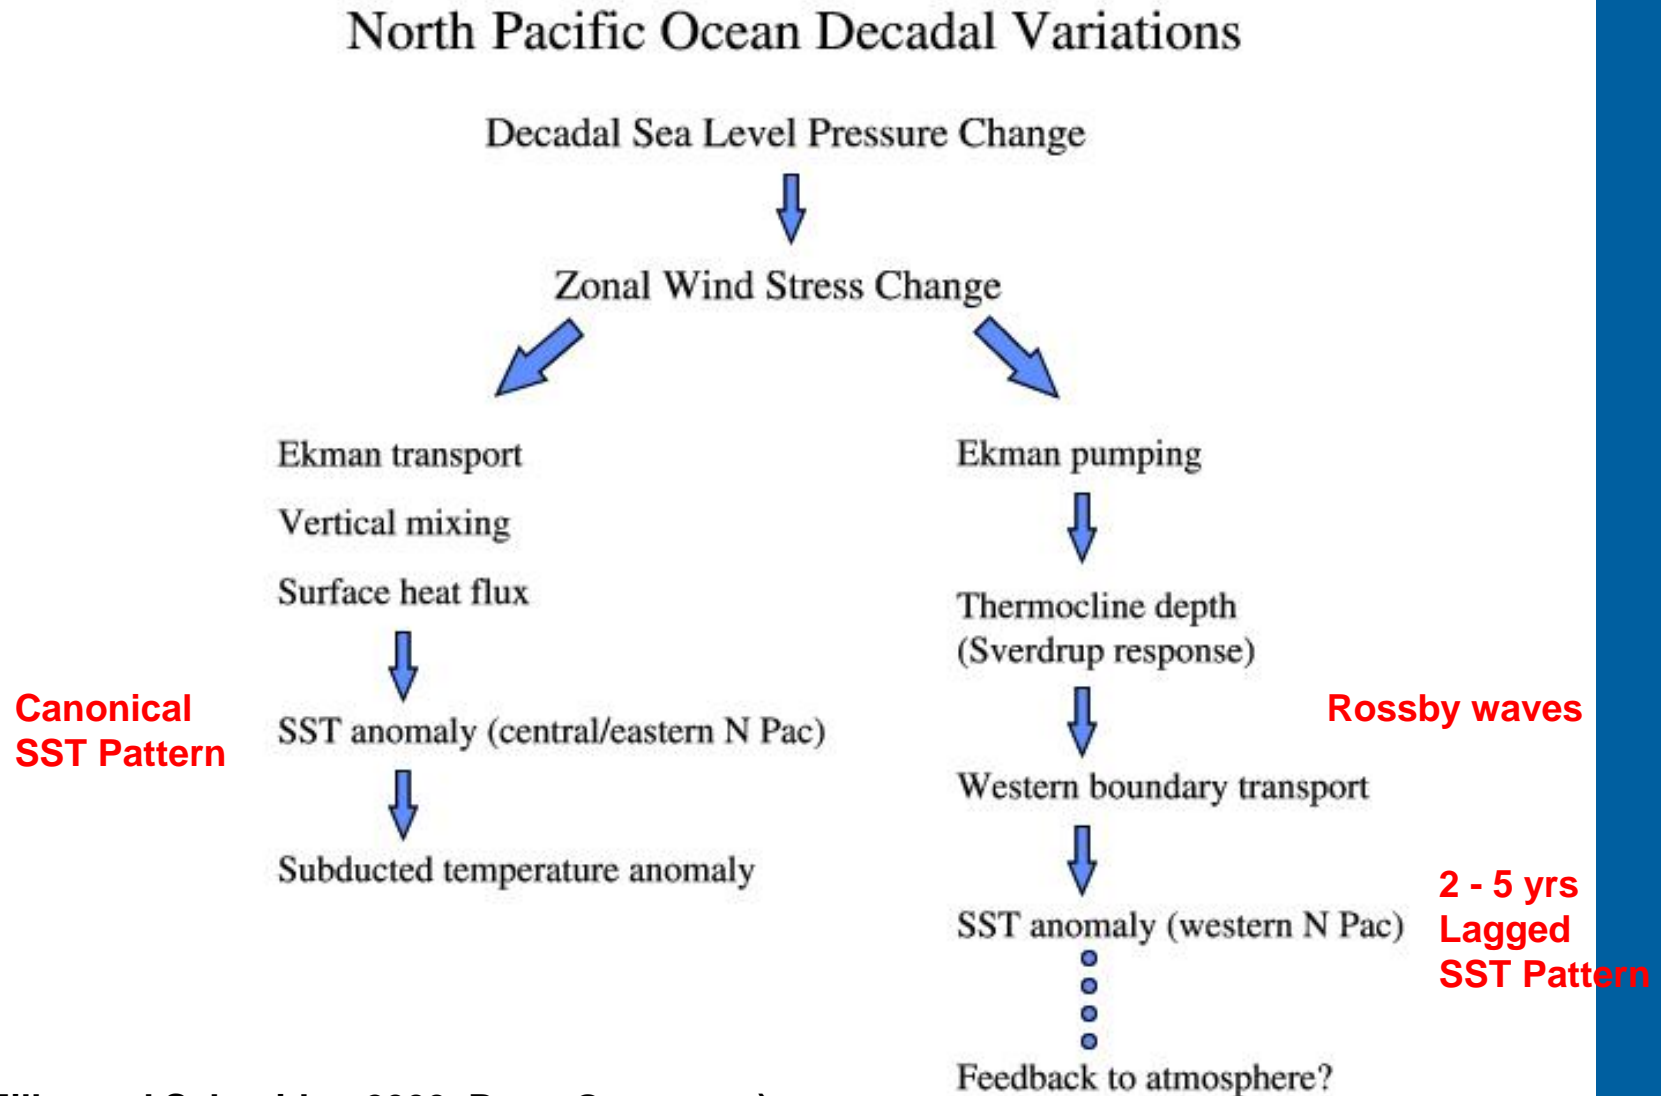 North Pacific Ocean Decadal Variations
Decadal Sea Level Pressure Change
Zonal Wind Stress Change
Ekman transport
Vertical mixing
Surface heat flux
Canonical
SST Pattern
SST anomaly (central/eastern N Pac)
Subducted temperature anomaly
Ekman pumping
Thermocline depth
(Sverdrup response)
Rossby waves
Western boundary transport
SST anomaly (western N Pac)
2 - 5 yrs
Lagged
SST Pattern
Feedback to atmosphere?